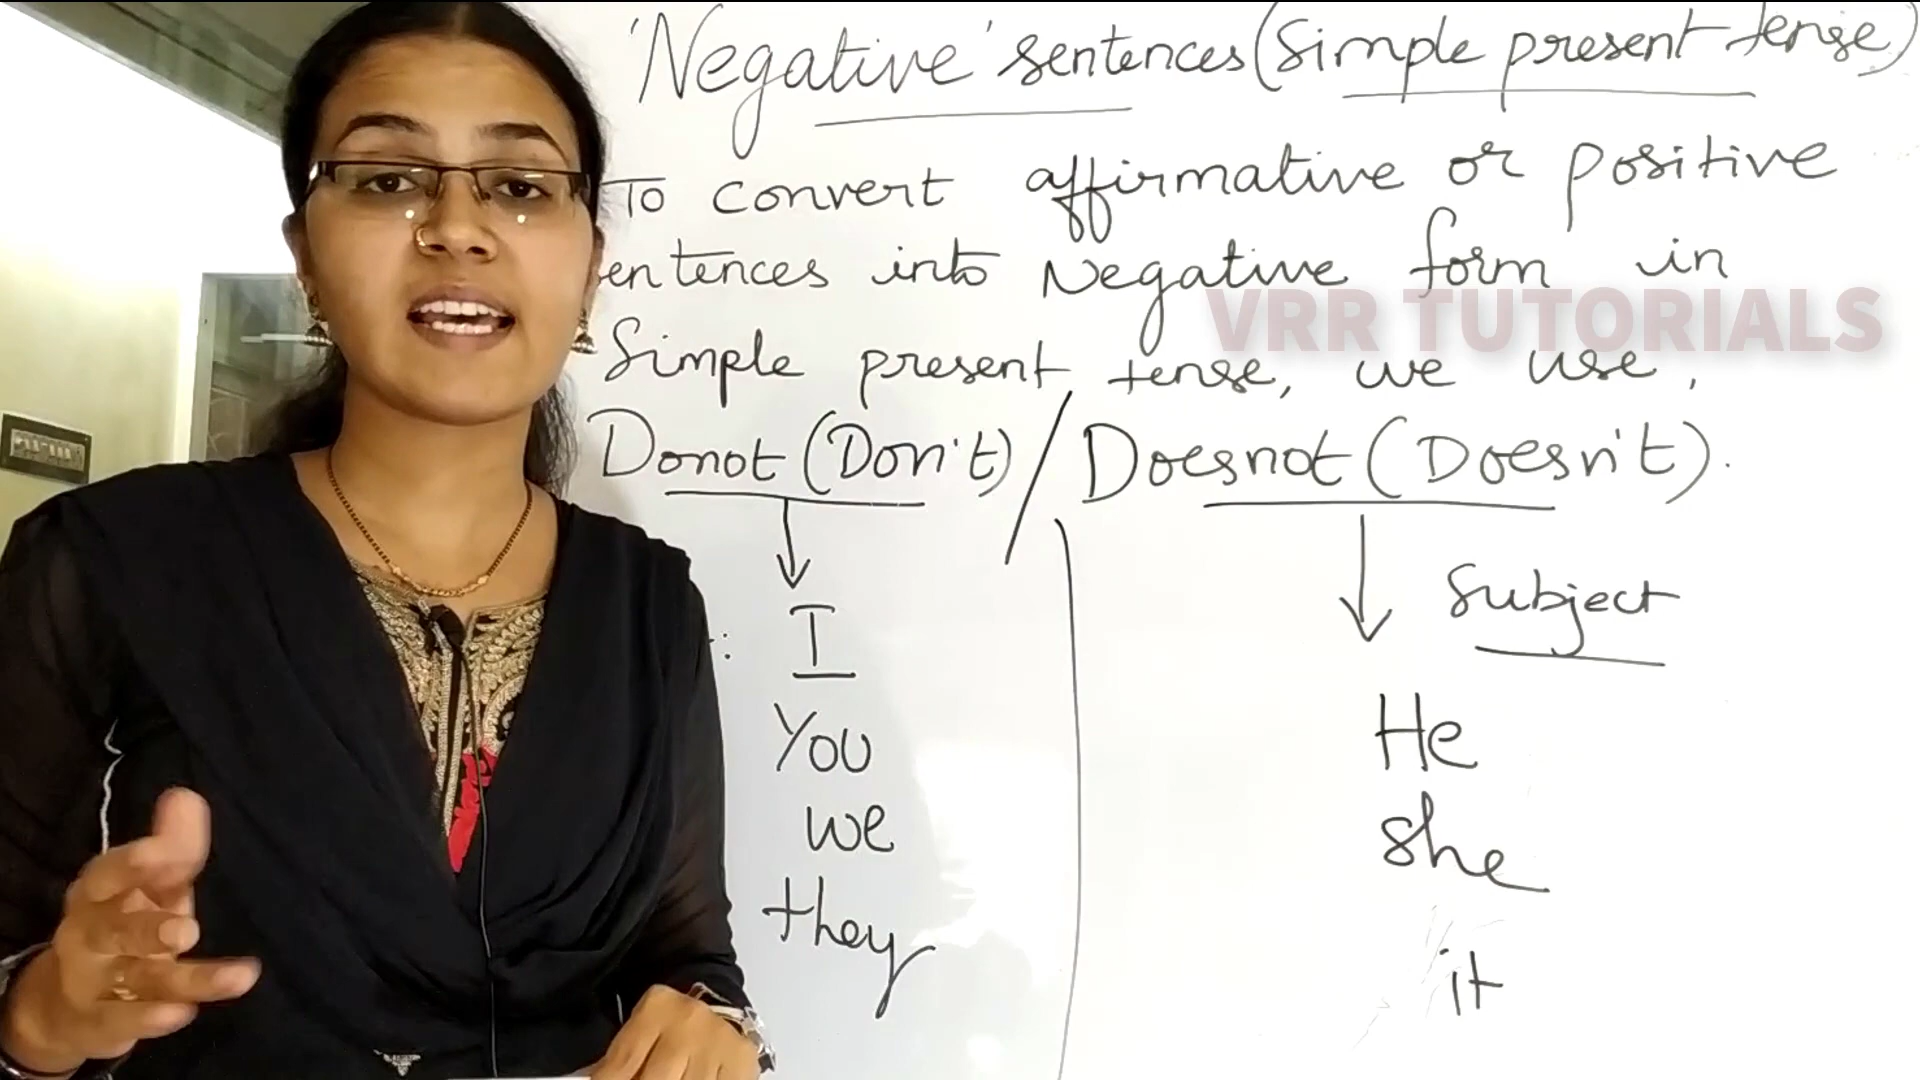 'Negative' sentences (Simple present tense)
To convert affirmative or positive
entences into Negative form in
VRR TUTORIALS
Simple present tense, we use,
Donot (Don't) / Doesnot (Doesn't).
Subject
I
You
we
they
He
she
it